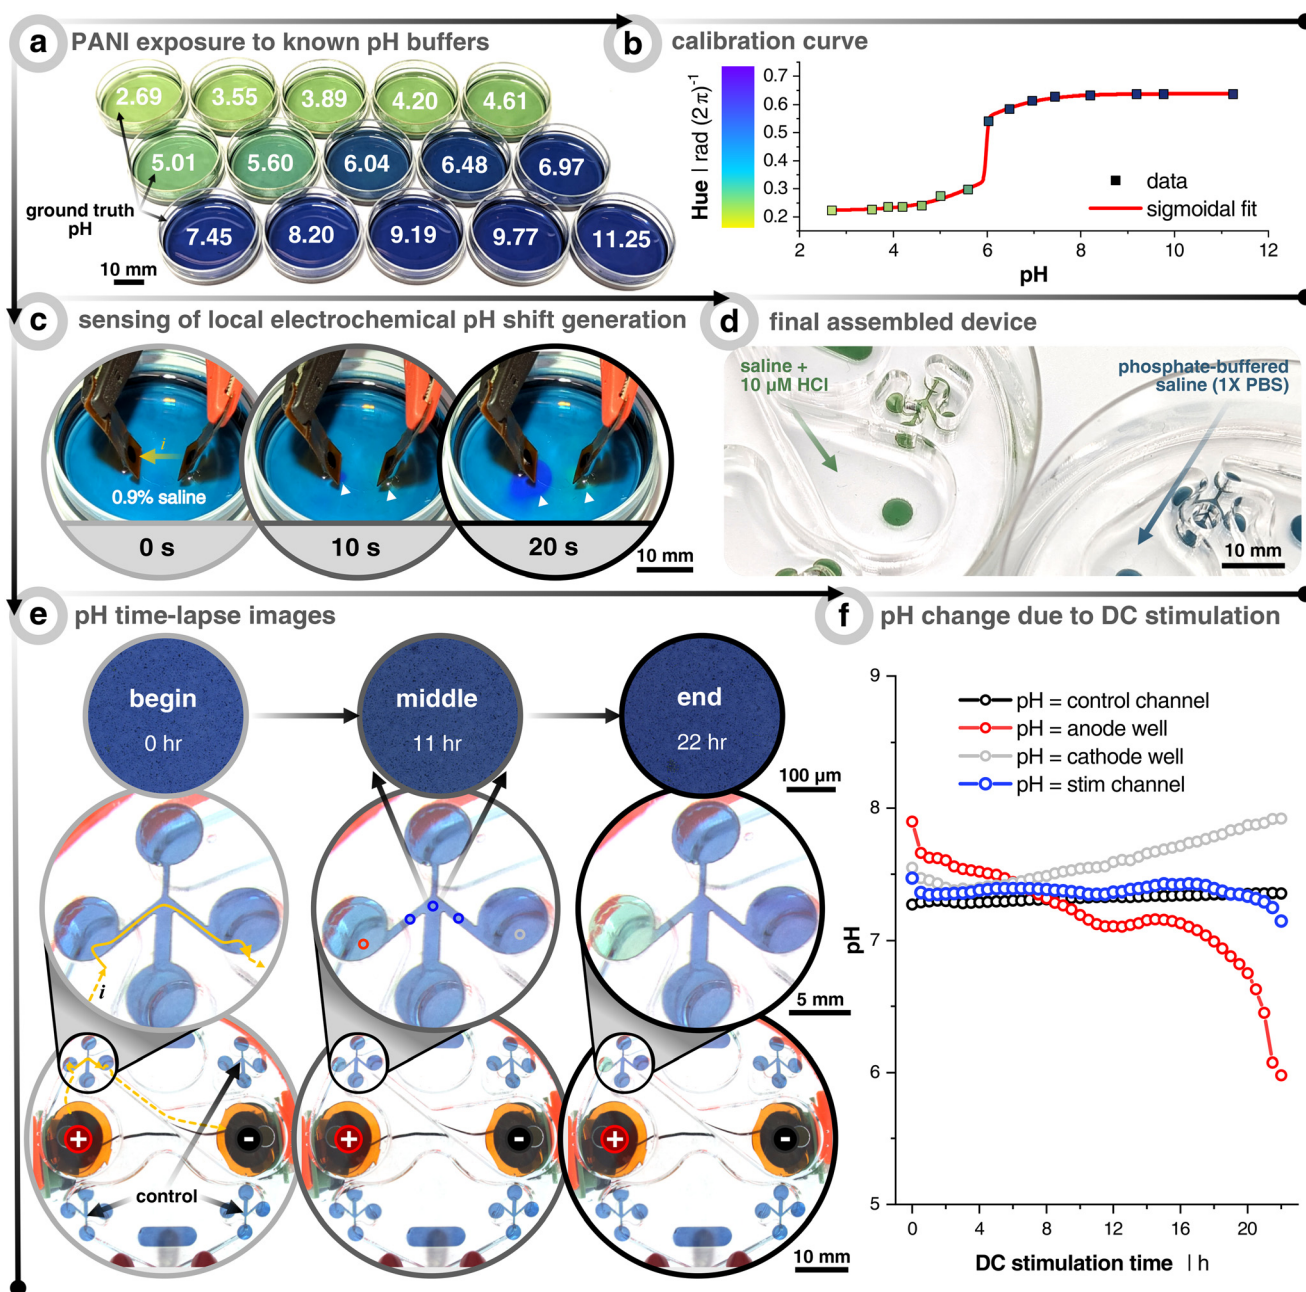 a PANI exposure to known pH buffers
2.69 3.55 3.89 4.20 4.61
5.01 5.60 6.04 6.48 6.97
ground truth
pH
7.45 8.20 9.19 9.77 11.25
10 mm
b calibration curve
Hue | rad (2π)⁻¹
0.7
0.6
0.5
0.4
0.3
0.2
data
sigmoidal fit
2 4 6 8 10 12
pH
c sensing of local electrochemical pH shift generation
i
0.9% saline
0 s 10 s 20 s
10 mm
d final assembled device
saline +
10 µM HCl
phosphate-buffered
saline (1X PBS)
10 mm
e pH time-lapse images
begin middle end
0 hr 11 hr 22 hr
100 µm
i
5 mm
+ - + - + -
control
10 mm
f pH change due to DC stimulation
pH = control channel
pH = anode well
pH = cathode well
pH = stim channel
9
8
7
6
5
pH
0 4 8 12 16 20
DC stimulation time | h